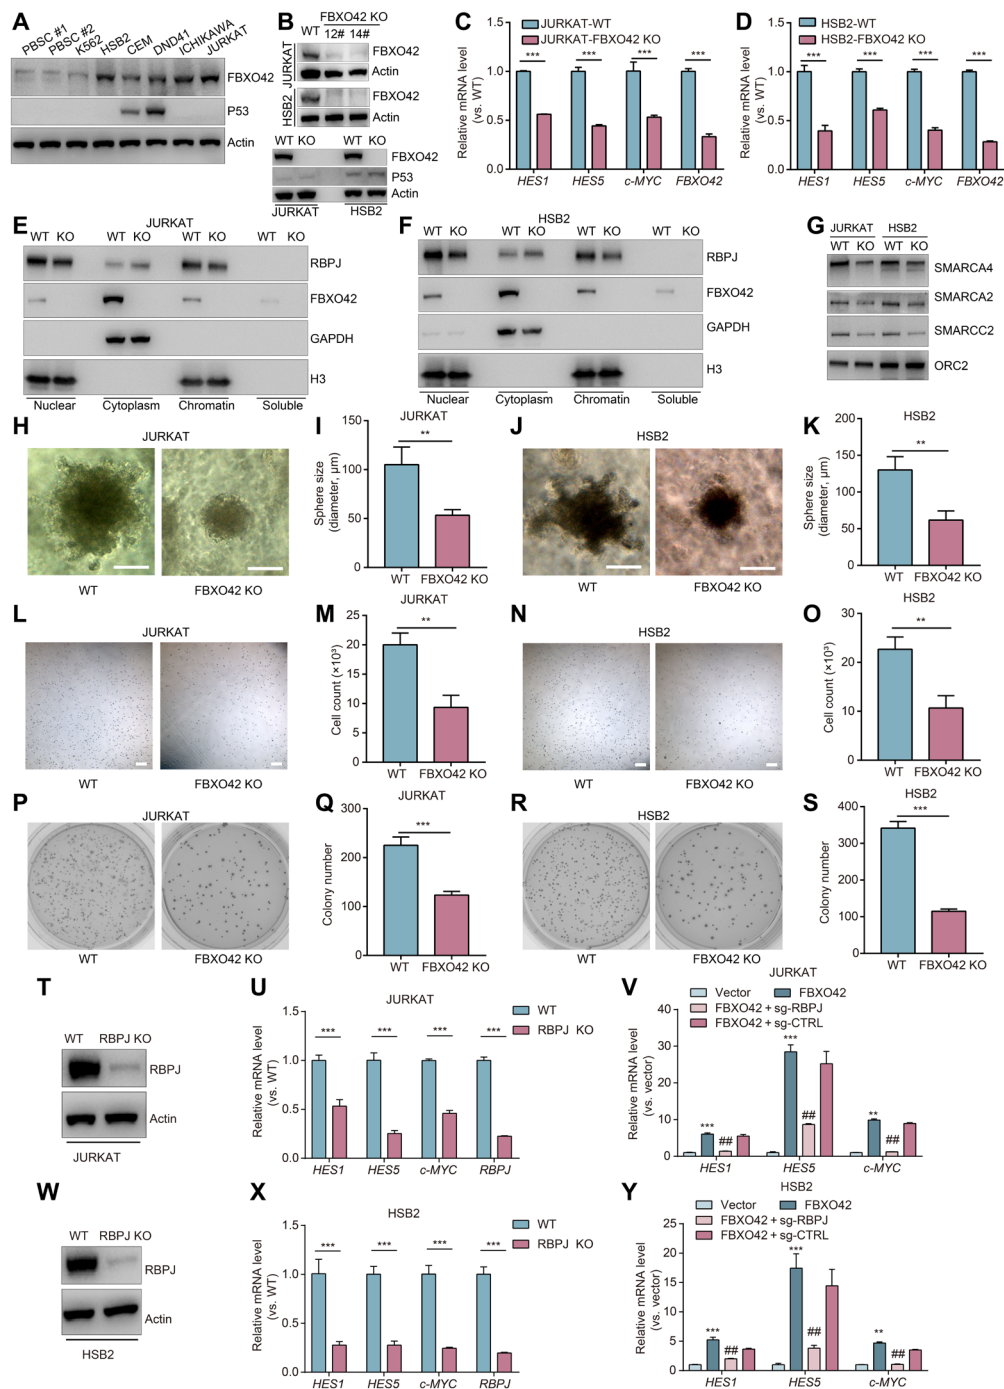 A
PBSC #1
PBSC #2
K562
HSB2
CEM
DND41
ICHIKAWA
JURKAT
FBXO42
P53
Actin
B
FBXO42 KO
WT 12# 14#
JURKAT
FBXO42
Actin
HSB2
FBXO42
Actin
WT KO WT KO
FBXO42
P53
Actin
JURKAT HSB2
C
JURKAT-WT
JURKAT-FBXO42 KO
Relative mRNA level
(vs. WT)
1.5
1.0
0.5
0.0
*** *** *** ***
HES1 HES5 c-MYC FBXO42
D
HSB2-WT
HSB2-FBXO42 KO
Relative mRNA level
(vs. WT)
1.5
1.0
0.5
0.0
*** *** *** ***
HES1 HES5 c-MYC FBXO42
E
JURKAT
WT KO WT KO WT KO WT KO
RBPJ
FBXO42
GAPDH
H3
Nuclear Cytoplasm Chromatin Soluble
F
HSB2
WT KO WT KO WT KO WT KO
RBPJ
FBXO42
GAPDH
H3
Nuclear Cytoplasm Chromatin Soluble
G
JURKAT HSB2
WT KO WT KO
SMARCA4
SMARCA2
SMARCC2
ORC2
H
JURKAT
WT FBXO42 KO
I
JURKAT
Sphere size
(diameter, μm)
150
100
50
0
**
WT FBXO42 KO
J
HSB2
WT FBXO42 KO
K
HSB2
Sphere size
(diameter, μm)
200
150
100
50
0
**
WT FBXO42 KO
L
JURKAT
WT FBXO42 KO
M
JURKAT
Cell count (×10³)
25
20
15
10
5
0
**
WT FBXO42 KO
N
HSB2
WT FBXO42 KO
O
HSB2
Cell count (×10³)
30
20
10
0
**
WT FBXO42 KO
P
JURKAT
WT FBXO42 KO
Q
JURKAT
Colony number
300
200
100
0
***
WT FBXO42 KO
R
HSB2
WT FBXO42 KO
S
HSB2
Colony number
400
300
200
100
0
***
WT FBXO42 KO
T
WT RBPJ KO
RBPJ
Actin
JURKAT
U
JURKAT
WT
RBPJ KO
Relative mRNA level
(vs. WT)
1.5
1.0
0.5
0.0
*** *** *** ***
HES1 HES5 c-MYC RBPJ
V
JURKAT
Vector FBXO42
FBXO42 + sg-RBPJ
FBXO42 + sg-CTRL
Relative mRNA level
(vs. vector)
40
30
20
10
0
*** ## *** ## ** ##
HES1 HES5 c-MYC
W
WT RBPJ KO
RBPJ
Actin
HSB2
X
HSB2
WT
RBPJ KO
Relative mRNA level
(vs. WT)
1.5
1.0
0.5
0.0
*** *** *** ***
HES1 HES5 c-MYC RBPJ
Y
HSB2
Vector FBXO42
FBXO42 + sg-RBPJ
FBXO42 + sg-CTRL
Relative mRNA level
(vs. vector)
25
20
15
10
5
0
*** ## *** ## ** ##
HES1 HES5 c-MYC